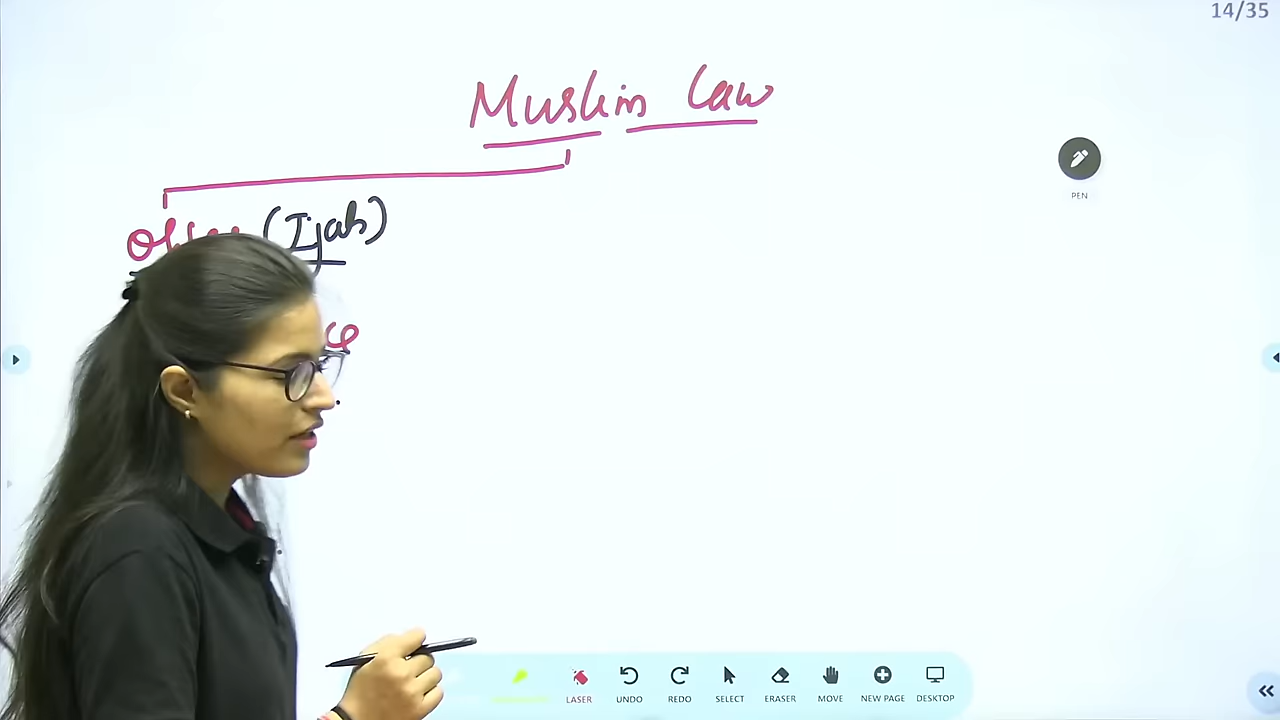 14/35
Muslim Law
(Ijab)
PEN
LASER UNDO REDO SELECT ERASER MOVE NEW PAGE DESKTOP